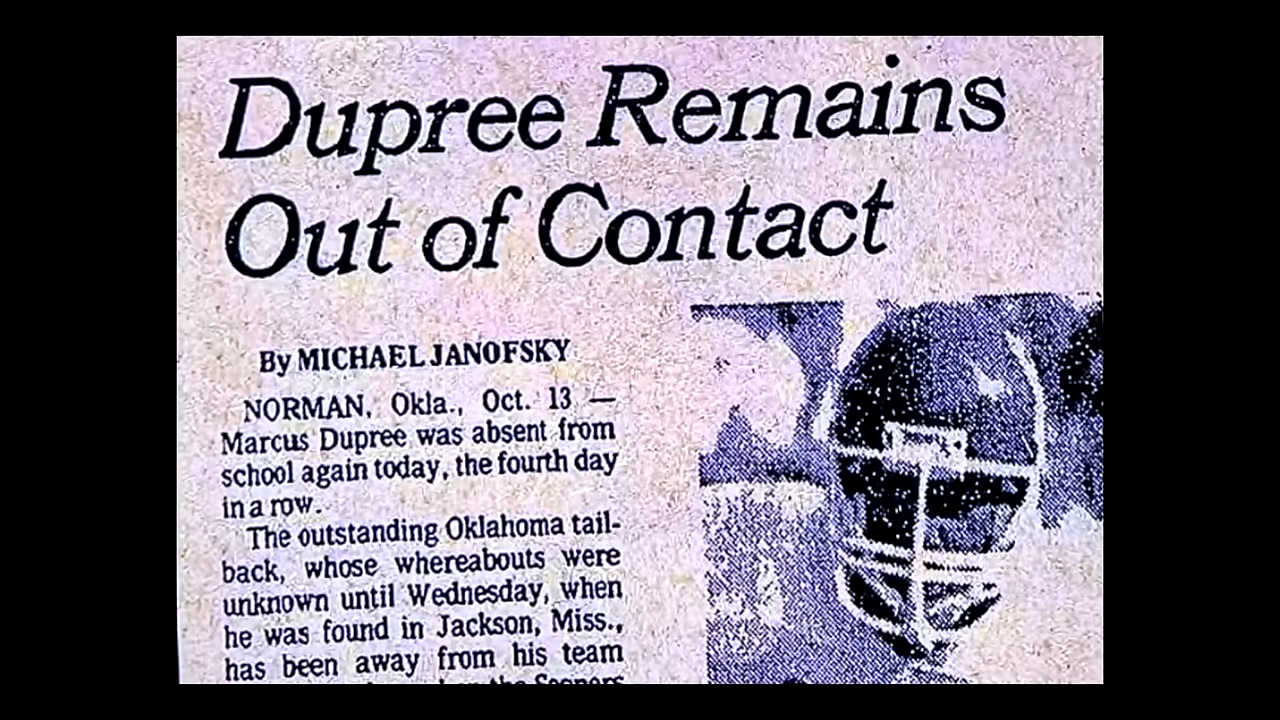 Dupree Remains
Out of Contact
By MICHAEL JANOFSKY
NORMAN, Okla., Oct. 13 —
Marcus Dupree was absent from
school again today, the fourth day
in a row.
The outstanding Oklahoma tail-
back, whose whereabouts were
unknown until Wednesday, when
he was found in Jackson, Miss.,
has been away from his team
the Sooners